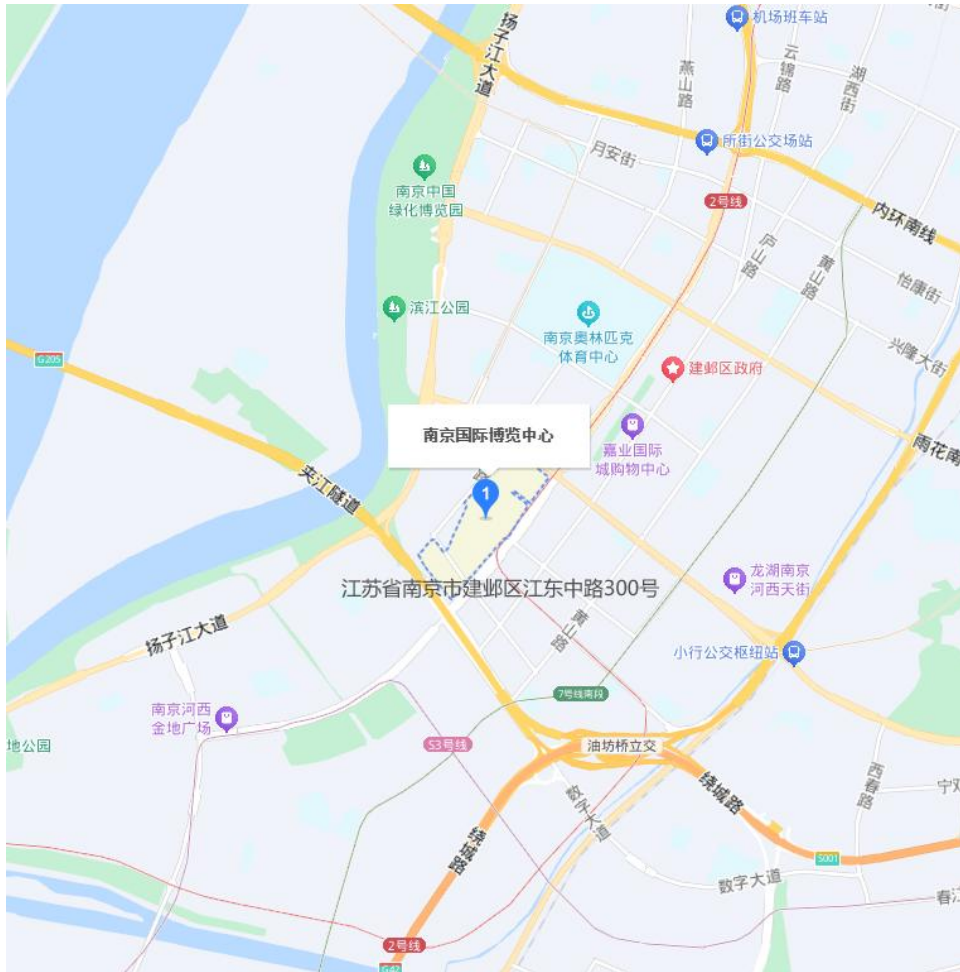 机场班车站
扬子江大道
燕山路
云锦路
湖西街
所街公交场站
月安街
南京中国
绿化博览园
2号线
内环南线
庐山路
黄山路
怡康街
滨江公园
南京奥林匹克
体育中心
兴隆大街
G205
建邺区政府
南京国际博览中心
嘉业国际
城购物中心
雨花南
路
夹江隧道
1
龙湖南京
河西天街
江苏省南京市建邺区江东中路300号
黄山路
扬子江大道
小行公交枢纽站
7号线南段
南京河西
金地广场
地公园
S3号线
油坊桥立交
西春路
宁双
绕城路
数字大道
绕城路
S001
数字大道
春江
2号线